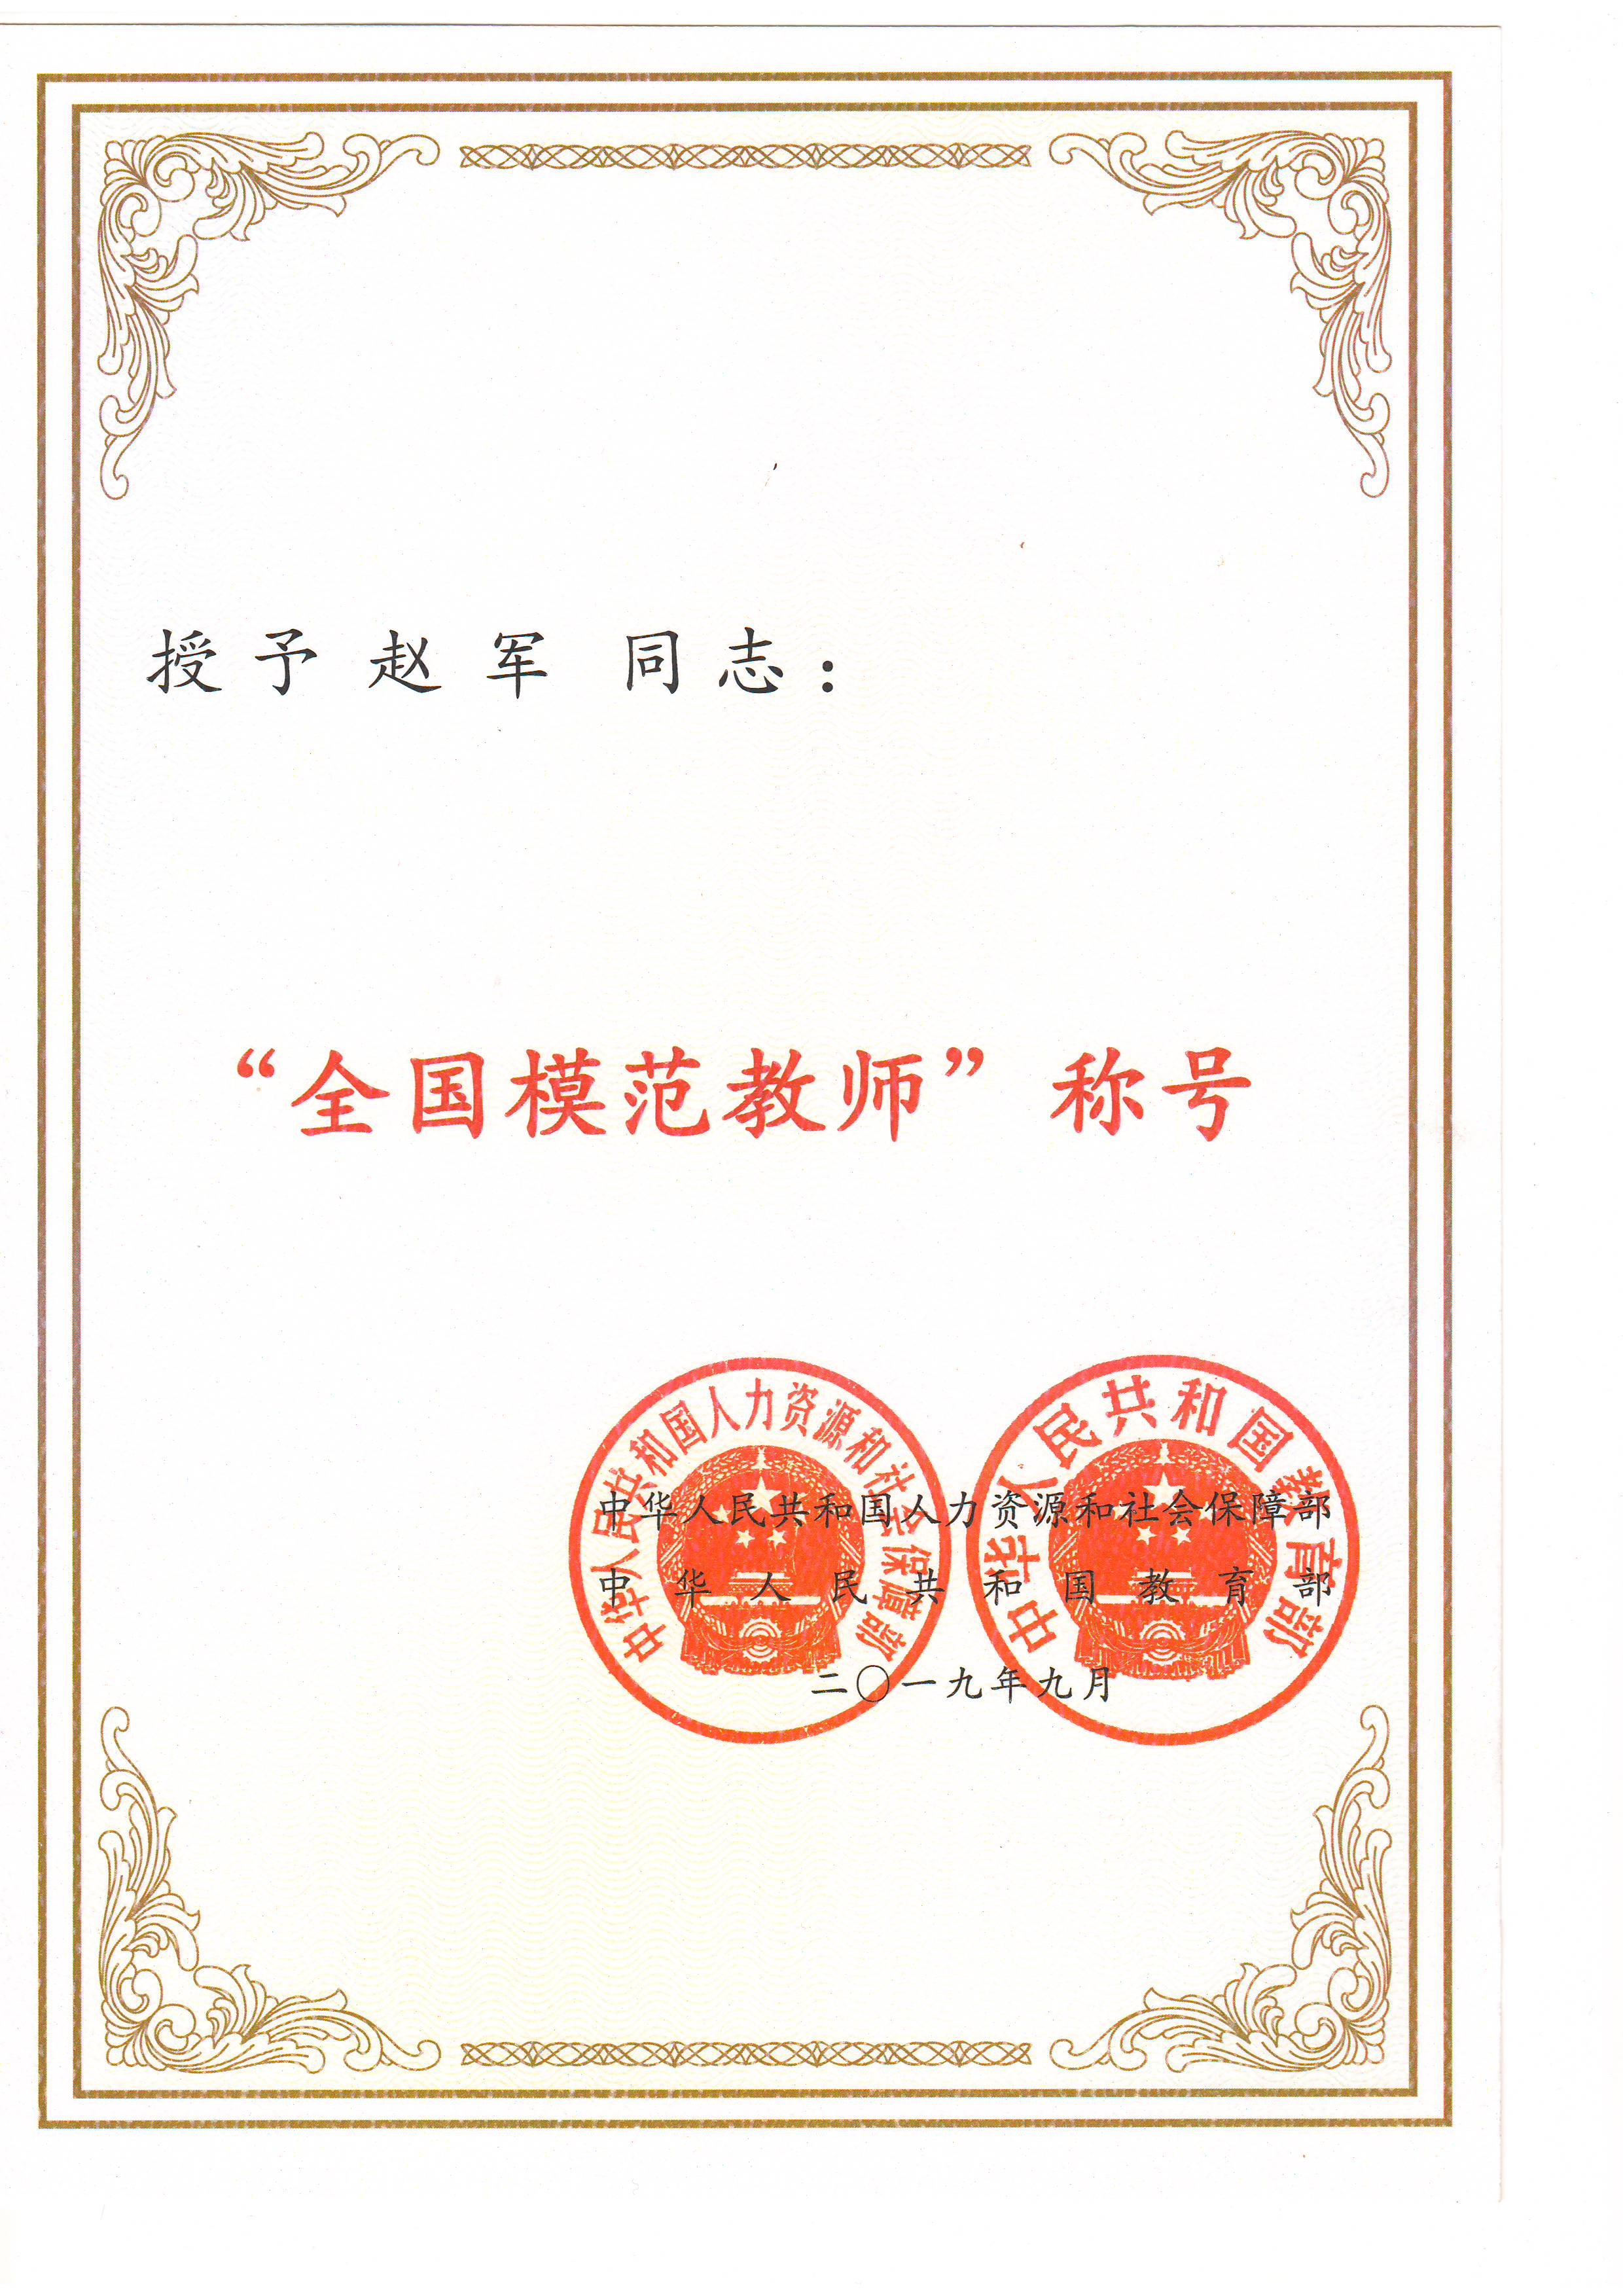 授予 赵军 同志：
“全国模范教师”称号
中华人民共和国人力资源和社会保障部
中华人民共和国教育部
二〇一九年九月
中华人民共和国人力资源和社会保障部
中华人民共和国教育部